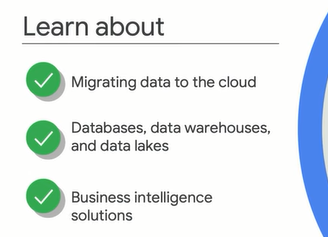 Learn about
Migrating data to the cloud
Databases, data warehouses,
and data lakes
Business intelligence
solutions